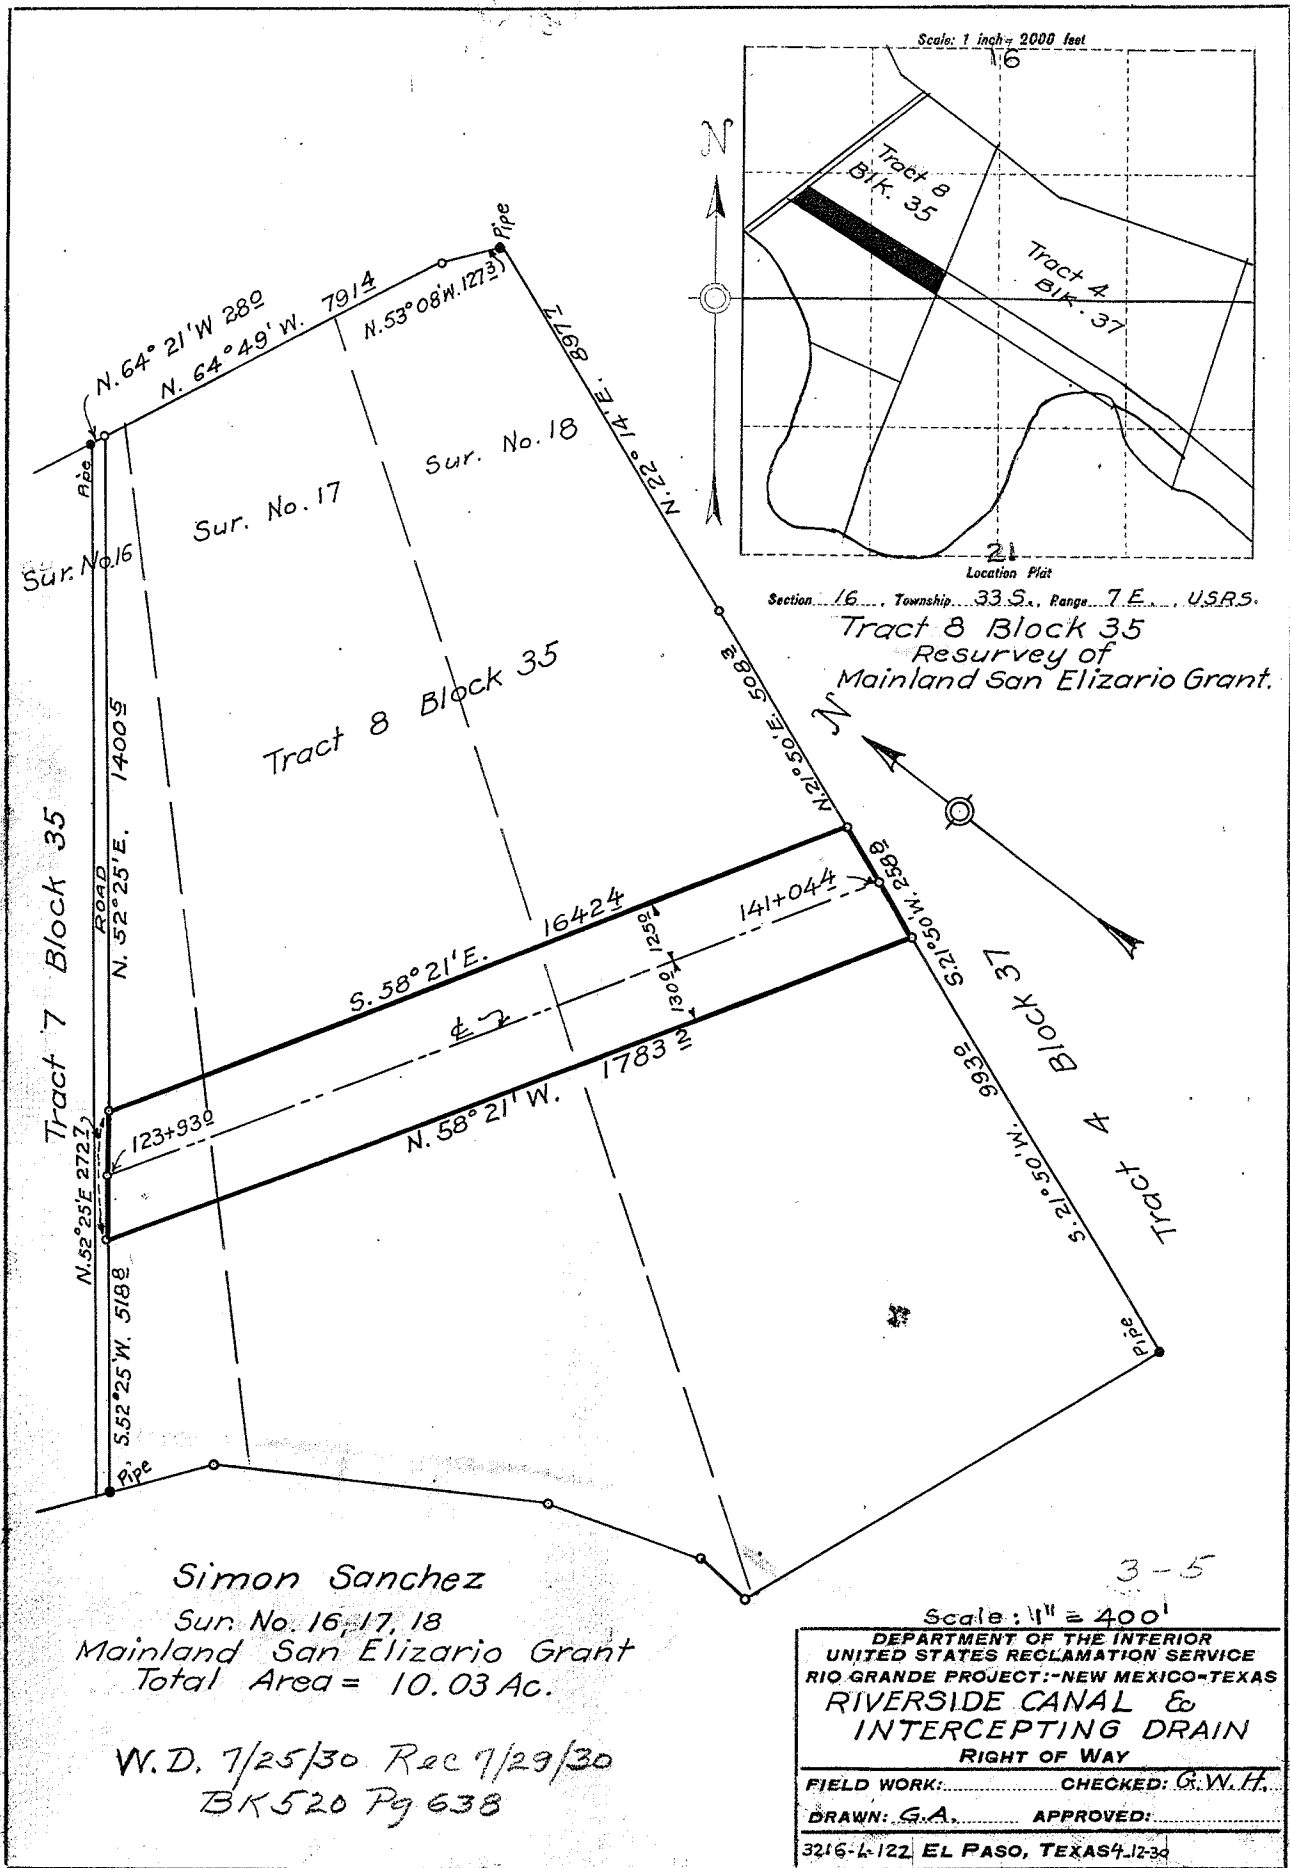 Scale: 1 inch = 2000 feet
16
N
Tract 8
Blk. 35
Tract 4
Blk. 37
21
Location Plat
Section 16, Township 33 S., Range 7 E., U.S.R.S.
Tract 8 Block 35
Resurvey of
Mainland San Elizario Grant.
N
Pipe
N. 64° 21' W 28.0
N. 64° 49' W. 791.4
N. 53° 08' W. 127.3
Pipe
N. 22° 14' E. 897.7
Sur. No. 16
Sur. No. 17
Sur. No. 18
Tract 8 Block 35
N. 21° 50' E. 508.3
Tract 7 Block 35
ROAD
N. 52° 25' E. 1400.5
S. 58° 21' E. 1642.4
125.0
130.0
141+04.4
S. 21° 50' W. 258.0
℄
123+93.0
N. 58° 21' W. 1783.2
N. 52° 25' E 272.7
S. 52° 25' W. 518.8
Block 37
Tract 4
S. 21° 50' W. 993.0
Pipe
Pipe
Simon Sanchez
Sur. No. 16, 17, 18
Mainland San Elizario Grant
Total Area = 10.03 Ac.
W.D. 7/25/30 Rec 7/29/30
BK 520 Pg 638
3-5
Scale: 1" = 400'
DEPARTMENT OF THE INTERIOR
UNITED STATES RECLAMATION SERVICE
RIO GRANDE PROJECT:-NEW MEXICO-TEXAS
RIVERSIDE CANAL &
INTERCEPTING DRAIN
RIGHT OF WAY
FIELD WORK: CHECKED: G.W.H.
DRAWN: G.A. APPROVED:
3216-L-122 EL PASO, TEXAS 4-12-30